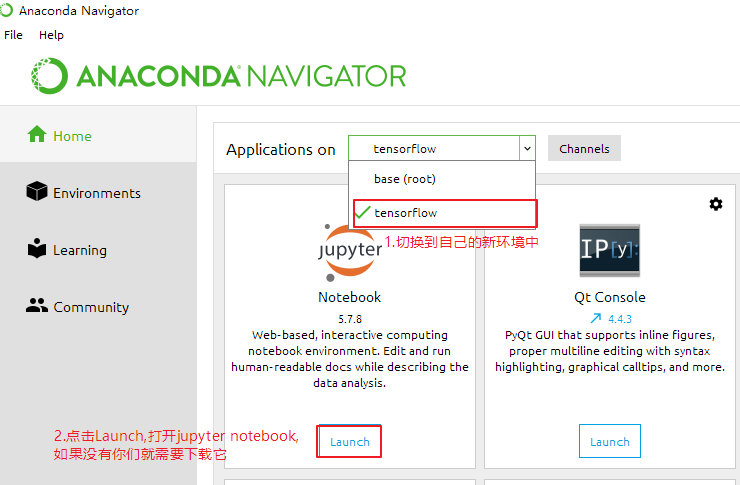 Anaconda Navigator
File Help
ANACONDA NAVIGATOR
Home
Environments
Learning
Community
Applications on
tensorflow
Channels
base (root)
tensorflow
1.切换到自己的新环境中
jupyter
Notebook
5.7.8
Web-based, interactive computing
notebook environment. Edit and run
human-readable docs while describing the
data analysis.
Launch
2.点击Launch,打开jupyter notebook,
如果没有你们就需要下载它
IP[y]:
Qt Console
4.4.3
PyQt GUI that supports inline figures,
proper multiline editing with syntax
highlighting, graphical calltips, and more.
Launch